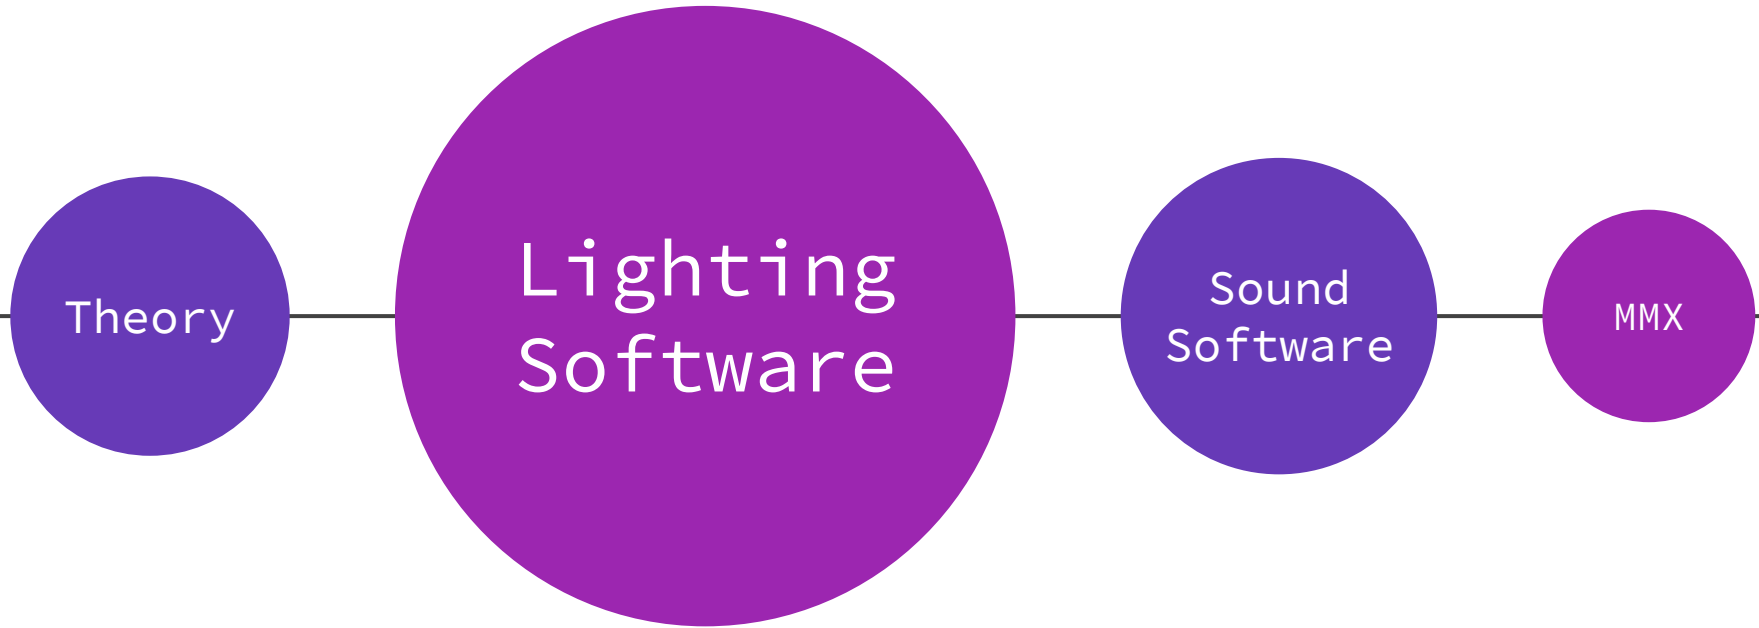 Theory
Lighting
Software
Sound
Software
MMX